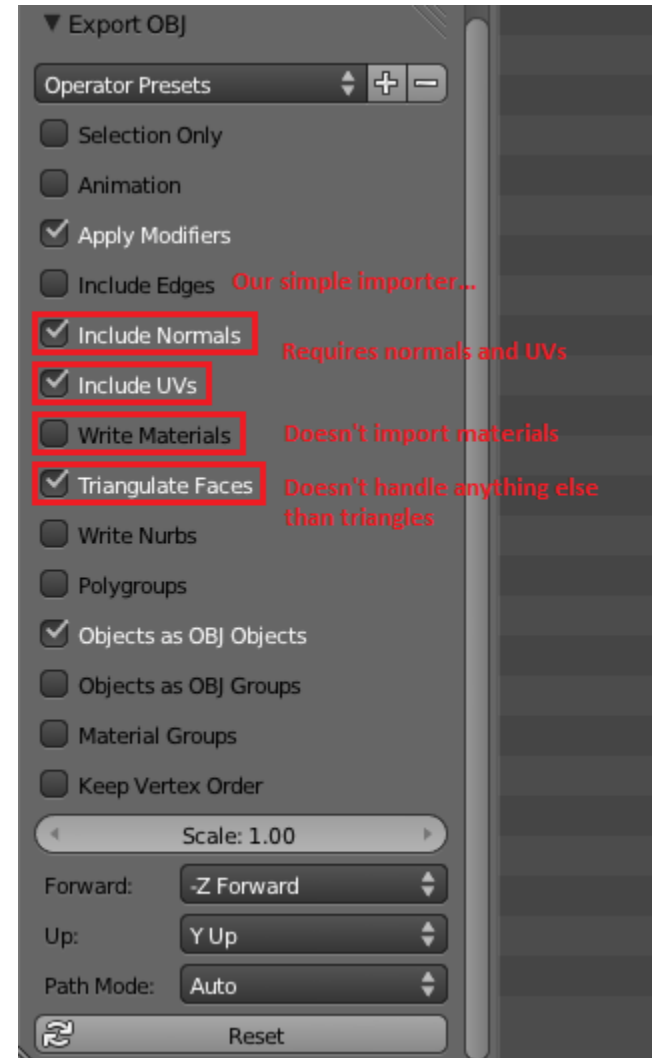 Export OBJ
Operator Presets
Selection Only
Animation
Apply Modifiers
Include Edges Our simple importer...
Include Normals
Requires normals and UVs
Include UVs
Write Materials Doesn't import materials
Triangulate Faces Doesn't handle anything else
than triangles
Write Nurbs
Polygroups
Objects as OBJ Objects
Objects as OBJ Groups
Material Groups
Keep Vertex Order
Scale: 1.00
Forward: -Z Forward
Up: Y Up
Path Mode: Auto
Reset